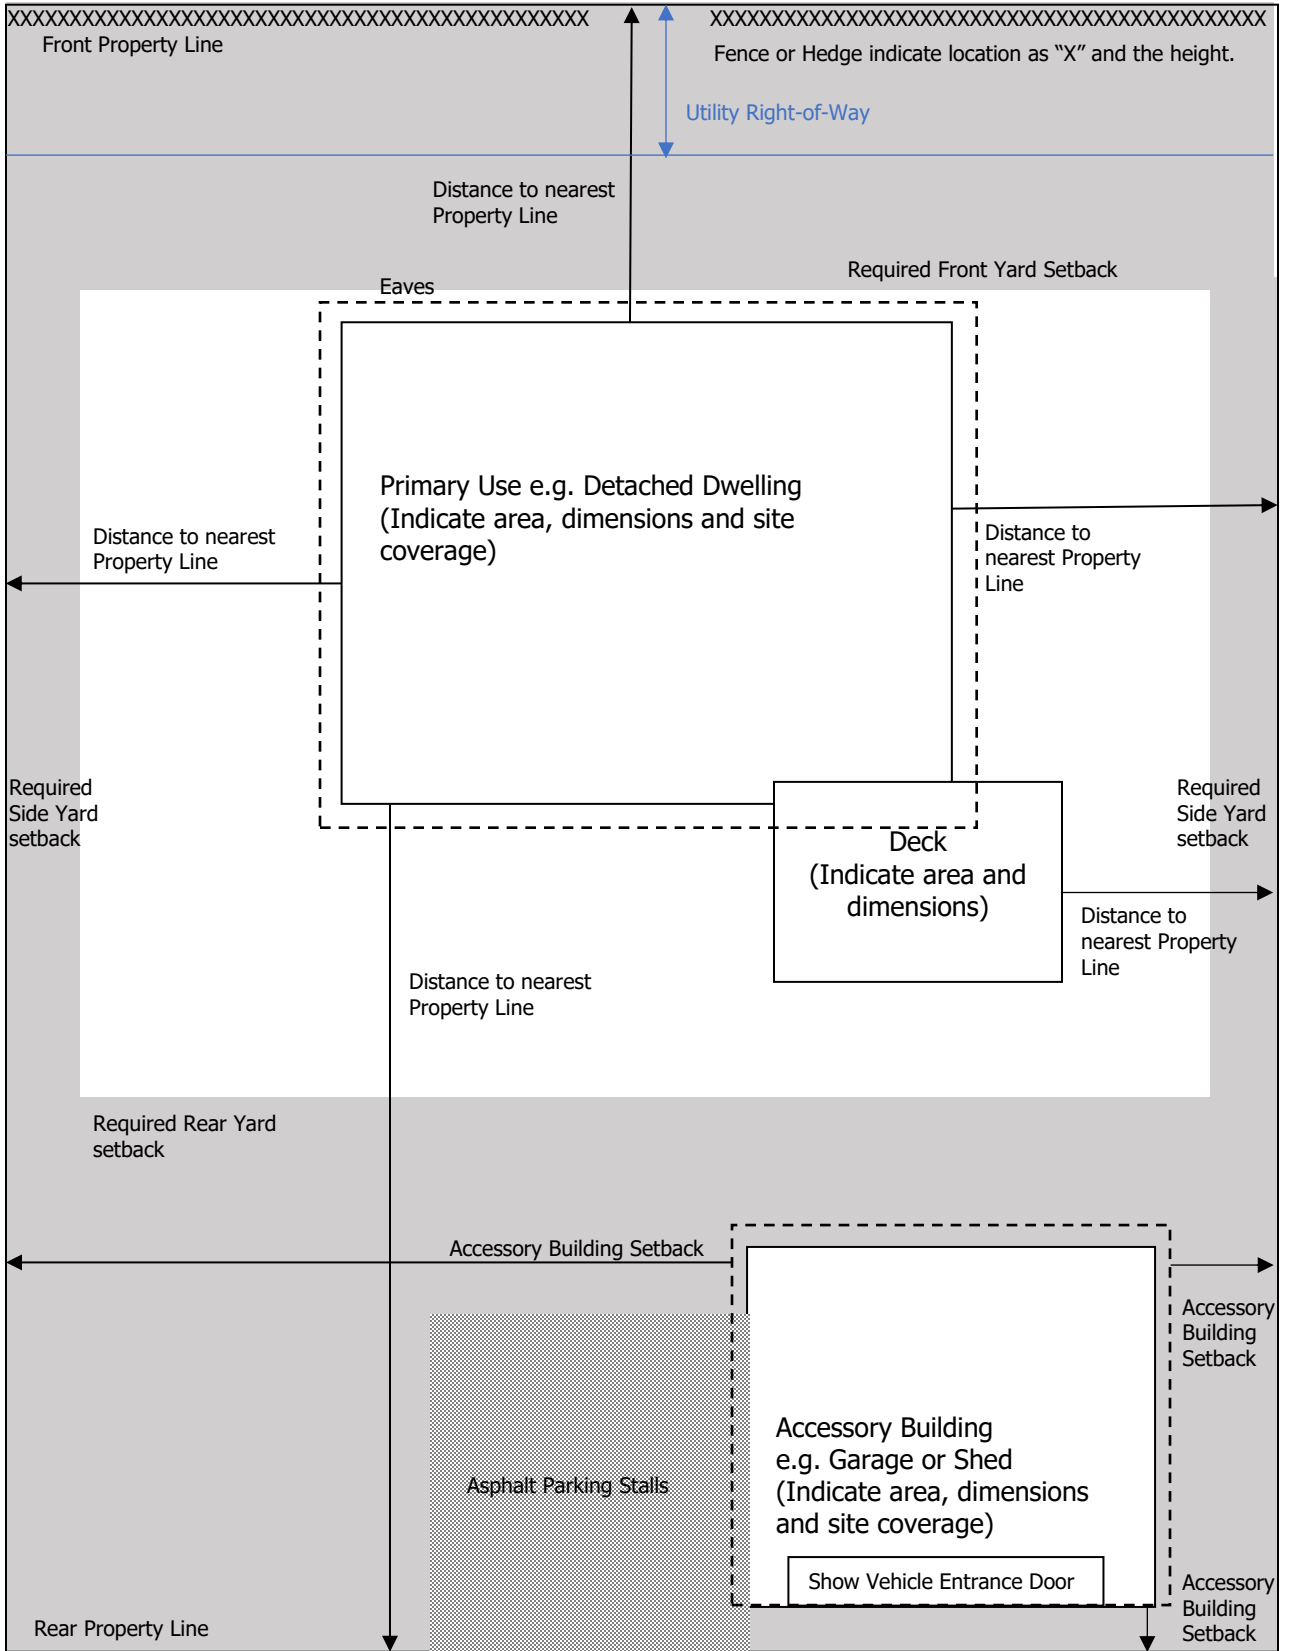 XXXXXXXXXXXXXXXXXXXXXXXXXXXXXXXXXXXXXXXXXXXXX
XXXXXXXXXXXXXXXXXXXXXXXXXXXXXXXXXXXXXXXXXXX
Front Property Line
Fence or Hedge indicate location as “X” and the height.
Utility Right-of-Way
Distance to nearest
Property Line
Required Front Yard Setback
Eaves
Primary Use e.g. Detached Dwelling
(Indicate area, dimensions and site
coverage)
Distance to nearest
Property Line
Distance to
nearest Property
Line
Required
Side Yard
setback
Required
Side Yard
setback
Deck
(Indicate area and
dimensions)
Distance to
nearest Property
Line
Distance to nearest
Property Line
Required Rear Yard
setback
Accessory Building Setback
Accessory
Building
Setback
Accessory Building
e.g. Garage or Shed
(Indicate area, dimensions
and site coverage)
Asphalt Parking Stalls
Show Vehicle Entrance Door
Accessory
Building
Setback
Rear Property Line